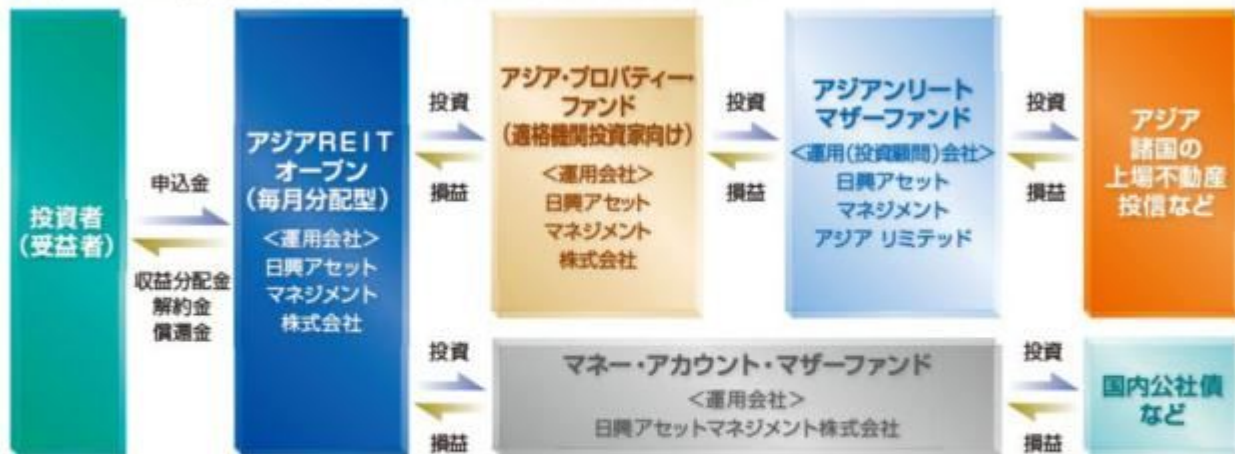 投資者
(受益者)
申込金
収益分配金
解約金
償還金
アジアREIT
オープン
(毎月分配型)
<運用会社>
日興アセット
マネジメント
株式会社
投資
損益
アジア・プロパティー・
ファンド
(適格機関投資家向け)
<運用会社>
日興アセット
マネジメント
株式会社
投資
損益
アジアンリート
マザーファンド
<運用(投資顧問)会社>
日興アセット
マネジメント
アジア リミテッド
投資
損益
アジア
諸国の
上場不動産
投信など
投資
損益
マネー・アカウント・マザーファンド
<運用会社>
日興アセットマネジメント株式会社
投資
損益
国内公社債
など